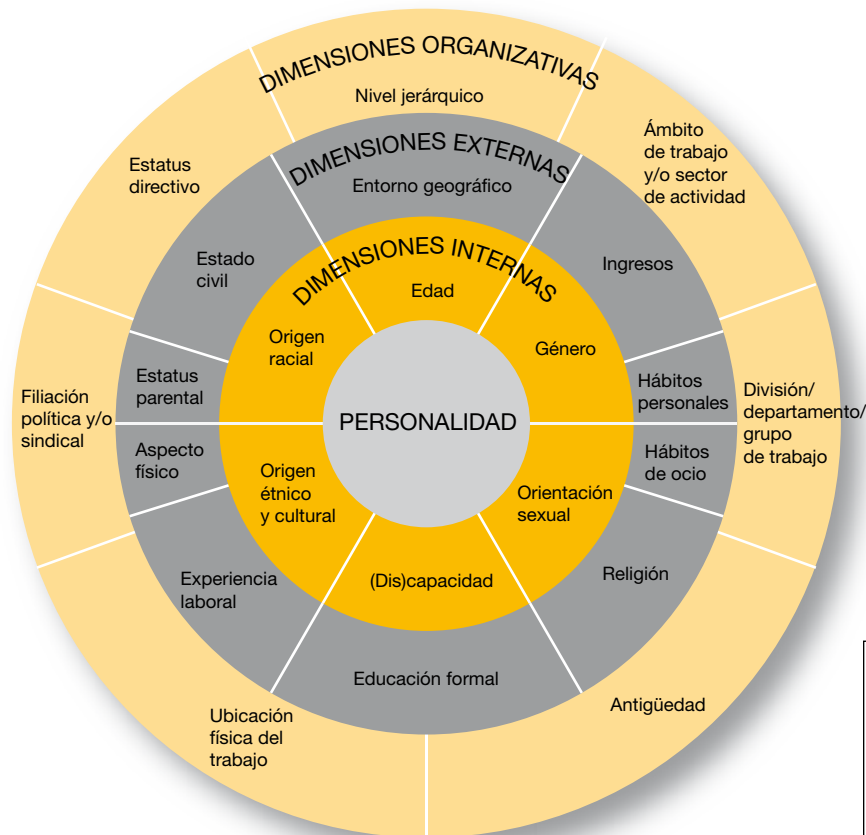 DIMENSIONES ORGANIZATIVAS
Nivel jerárquico
Ámbito
de trabajo
y/o sector
de actividad
División/
departamento/
grupo
de trabajo
Antigüedad
Ubicación
física del
trabajo
Filiación
política y/o
sindical
Estatus
directivo
DIMENSIONES EXTERNAS
Entorno geográfico
Ingresos
Hábitos
personales
Hábitos
de ocio
Religión
Educación formal
Experiencia
laboral
Aspecto
físico
Estatus
parental
Estado
civil
DIMENSIONES INTERNAS
Edad
Género
Orientación
sexual
(Dis)capacidad
Origen
étnico
y cultural
Origen
racial
PERSONALIDAD